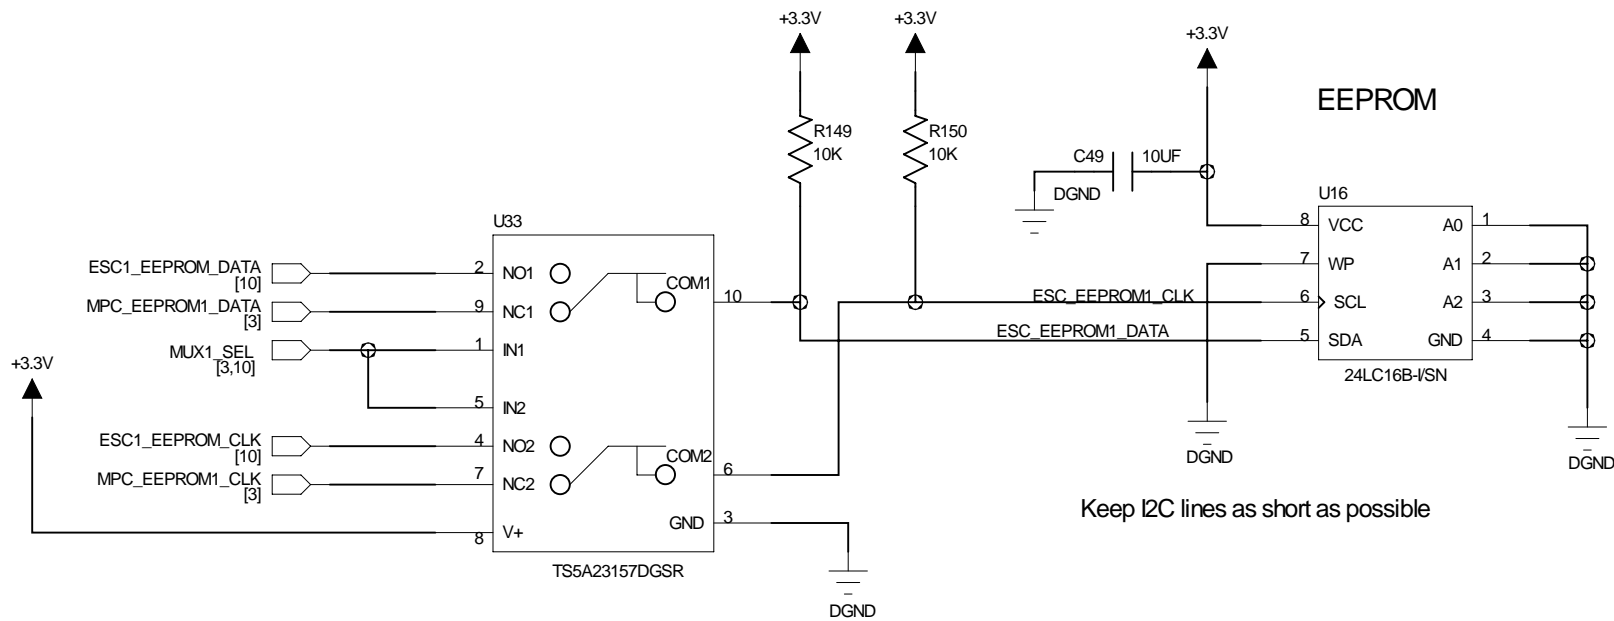 +3.3V
+3.3V
+3.3V
EEPROM
R149
10K
R150
10K
C49
10UF
DGND
U16
U33
8
VCC
A0
1
ESC1_EEPROM_DATA
[10]
2
NO1
7
WP
A1
2
COM1
10
MPC_EEPROM1_DATA
[3]
9
NC1
ESC_EEPROM1_CLK
6
SCL
A2
3
ESC_EEPROM1_DATA
5
SDA
GND
4
MUX1_SEL
[3,10]
1
IN1
24LC16B-I/SN
+3.3V
5
IN2
ESC1_EEPROM_CLK
[10]
4
NO2
COM2
6
DGND
DGND
MPC_EEPROM1_CLK
[3]
7
NC2
Keep I2C lines as short as possible
GND
3
8
V+
TS5A23157DGSR
DGND